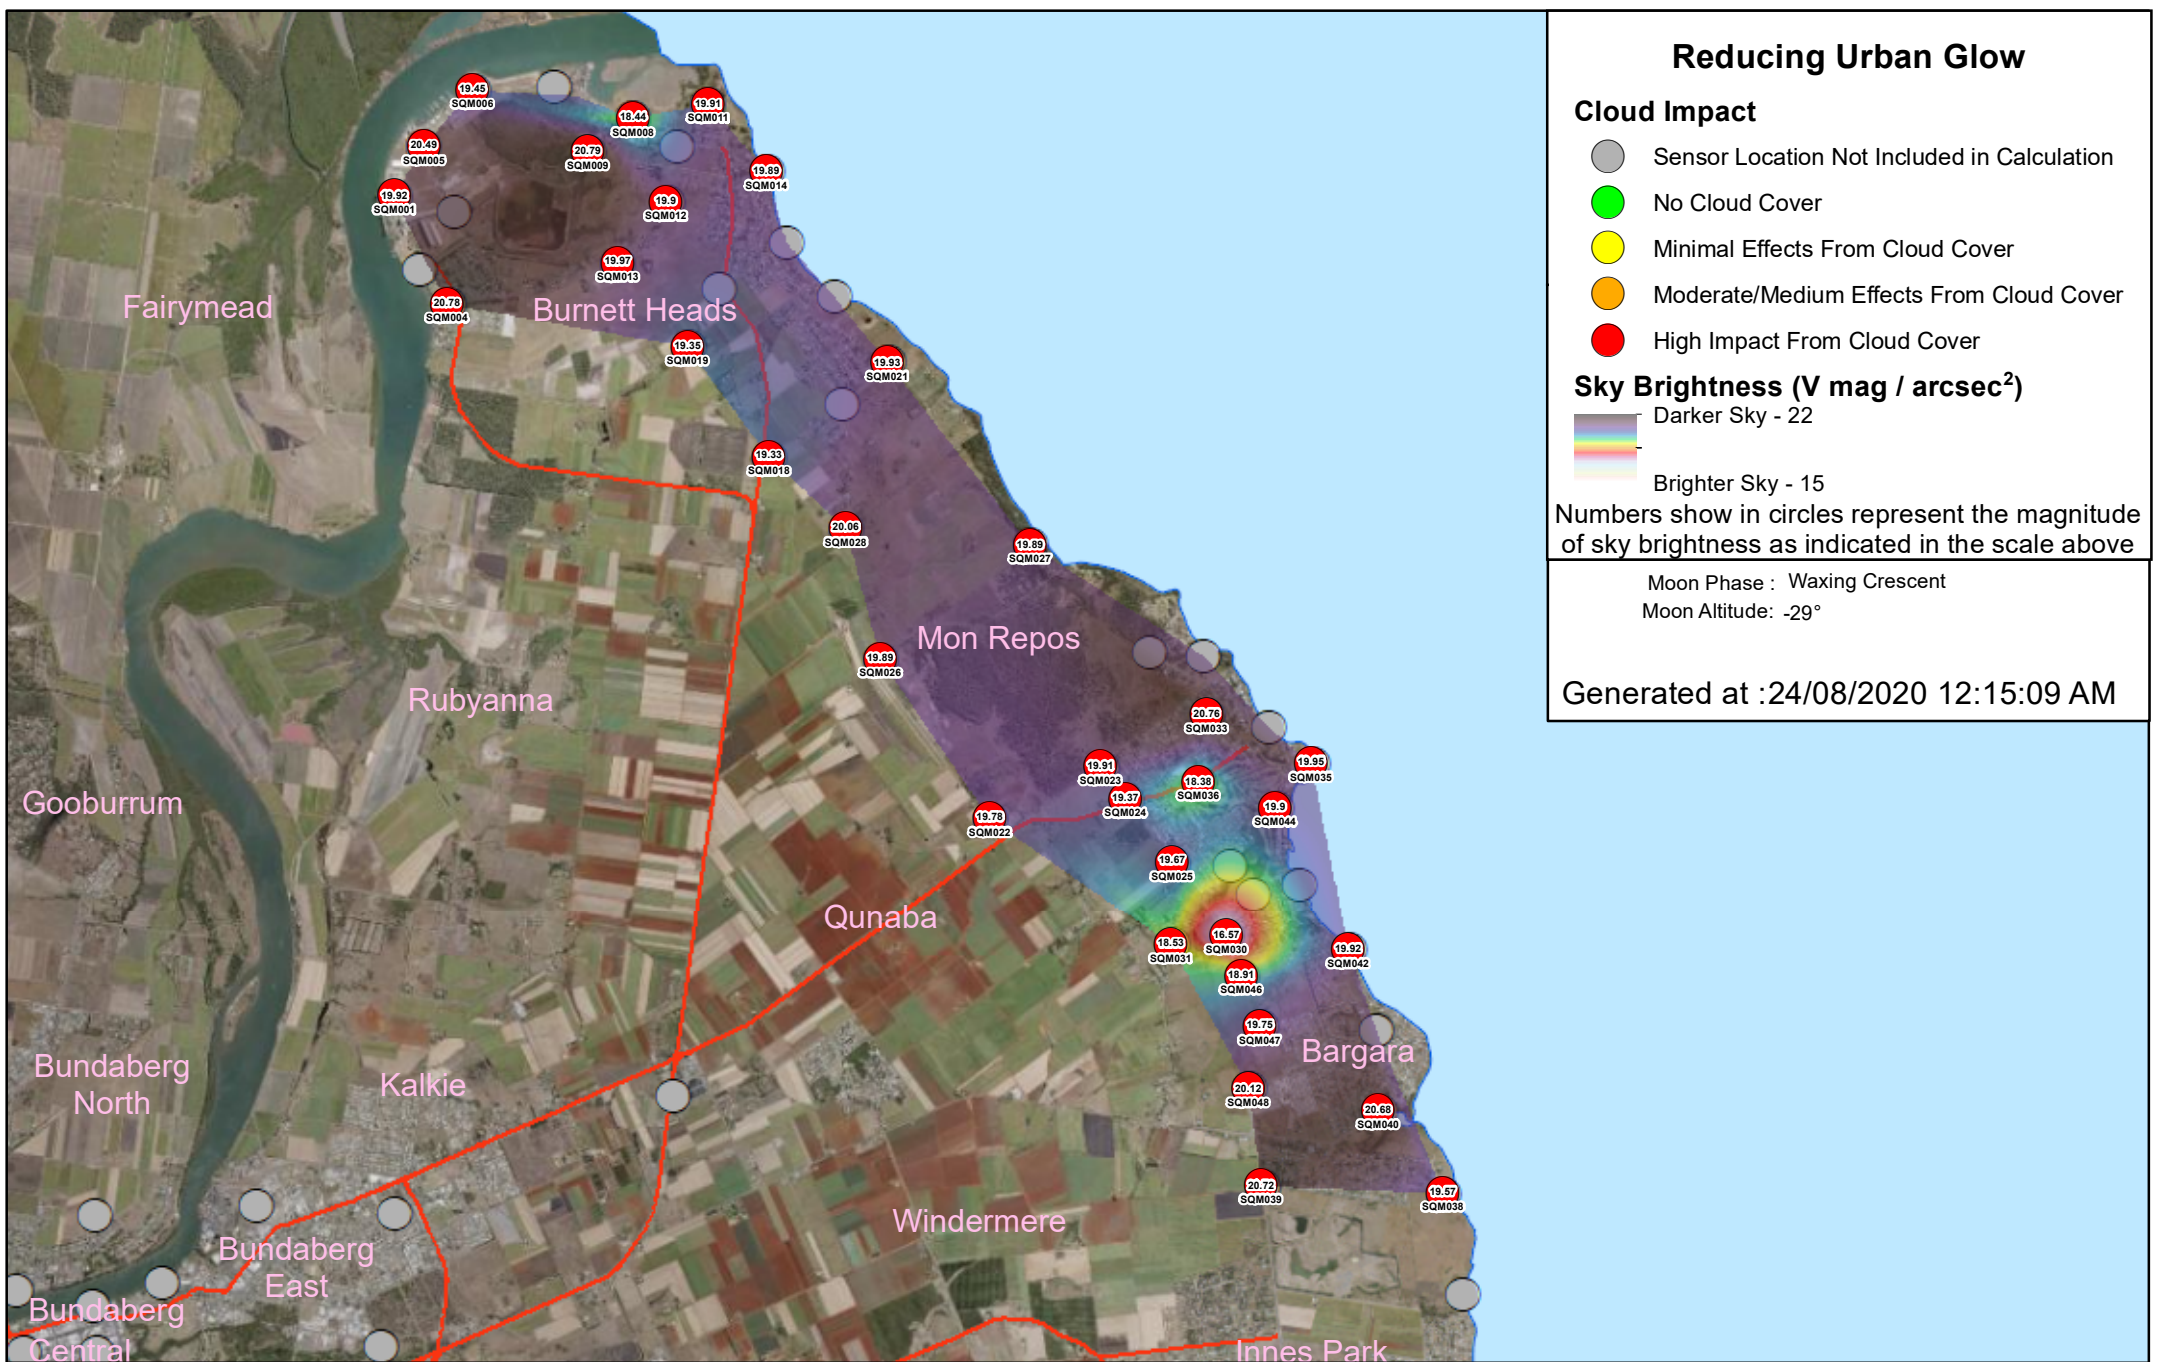 Reducing Urban Glow
Cloud Impact
Sensor Location Not Included in Calculation
No Cloud Cover
Minimal Effects From Cloud Cover
Moderate/Medium Effects From Cloud Cover
High Impact From Cloud Cover
Sky Brightness (V mag / arcsec²)
Darker Sky - 22
Brighter Sky - 15
Numbers show in circles represent the magnitude
of sky brightness as indicated in the scale above
Moon Phase : Waxing Crescent
Moon Altitude: -29°
Generated at :24/08/2020 12:15:09 AM
19.45
SQM006
18.44
SQM008
19.91
SQM011
20.49
SQM005
20.79
SQM009
19.89
SQM014
19.92
SQM001
19.9
SQM012
19.97
SQM013
20.78
SQM004
Fairymead
Burnett Heads
19.35
SQM019
19.93
SQM021
19.33
SQM018
20.06
SQM028
19.89
SQM027
Mon Repos
19.89
SQM026
Rubyanna
20.76
SQM033
19.91
SQM023
19.95
SQM035
18.38
SQM036
19.37
SQM024
19.9
SQM044
Gooburrum
19.78
SQM022
19.67
SQM025
Qunaba
18.53
SQM031
16.57
SQM030
19.92
SQM042
18.91
SQM046
19.75
SQM047
Bargara
Bundaberg
North
Kalkie
20.12
SQM048
20.68
SQM040
20.72
SQM039
19.57
SQM038
Windermere
Bundaberg
East
Bundaberg
Central
Innes Park